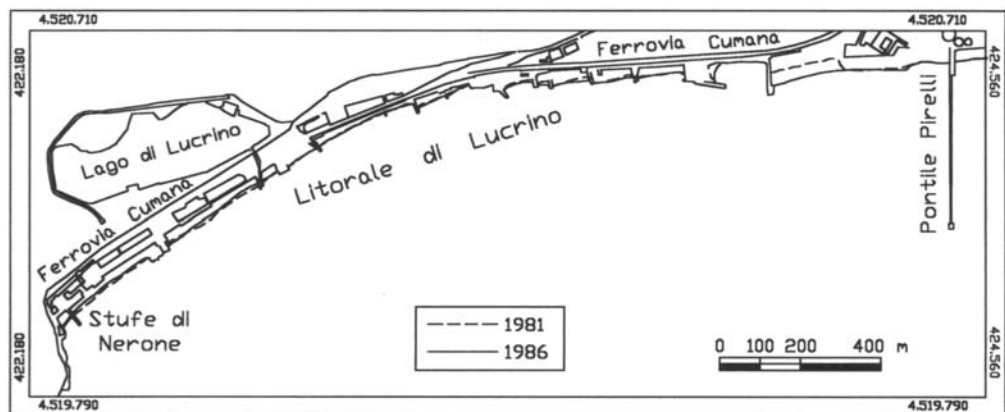 4.520.710
4.520.710
422.180
424.560
Ferrovia Cumana
Lago di Lucrino
Litorale di Lucrino
Pontile Pirelli
Ferrovia Cumana
Stufe di
Nerone
1981
1986
0 100 200 400 m
422.180
424.560
4.519.790
4.519.790